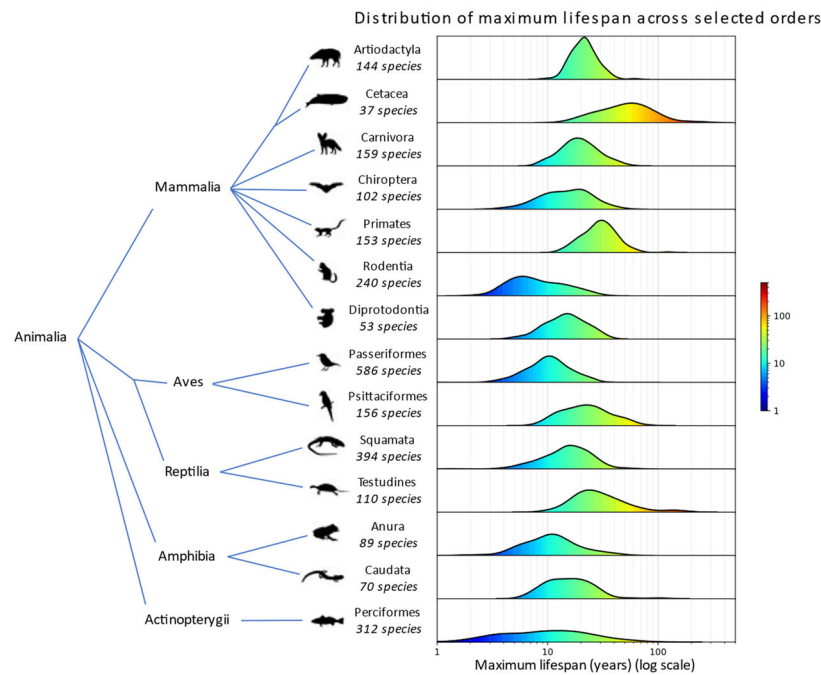 Distribution of maximum lifespan across selected orders
Artiodactyla
144 species
Cetacea
37 species
Carnivora
159 species
Mammalia
Chiroptera
102 species
Primates
153 species
Rodentia
240 species
Diprotodontia
53 species
Animalia
Passeriformes
586 species
Aves
Psittaciformes
156 species
Squamata
394 species
Reptilia
Testudines
110 species
Anura
89 species
Amphibia
Caudata
70 species
Actinopterygii
Perciformes
312 species
100
10
1
1 10 100
Maximum lifespan (years) (log scale)